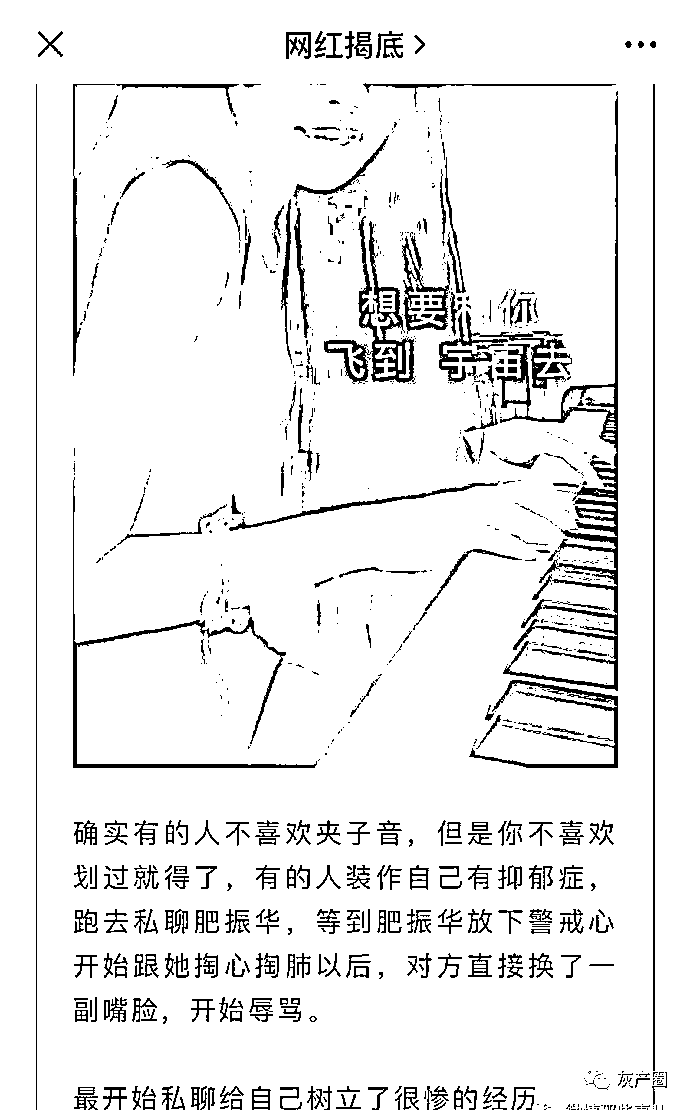 网红揭底
想要和你
飞到 宇宙去
确实有的人不喜欢夹子音，但是你不喜欢
划过就得了，有的人装作自己有抑郁症，
跑去私聊肥振华，等到肥振华放下警戒心
开始跟她掏心掏肺以后，对方直接换了一
副嘴脸，开始辱骂。
最开始私聊给自己树立了很惨的经历
灰产圈